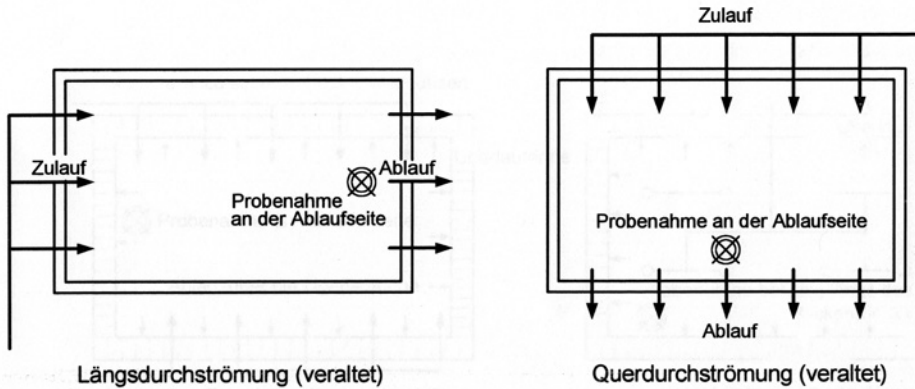 Zulauf
Ablauf
Probenahme
an der Ablaufseite
Längsdurchströmung (veraltet)
Zulauf
Probenahme an der Ablaufseite
Ablauf
Querdurchströmung (veraltet)